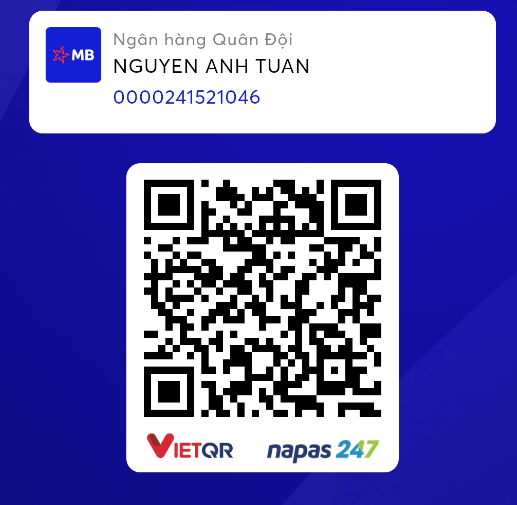 MB
Ngân hàng Quân Đội
NGUYEN ANH TUAN
0000241521046
VIETQR
napas 247